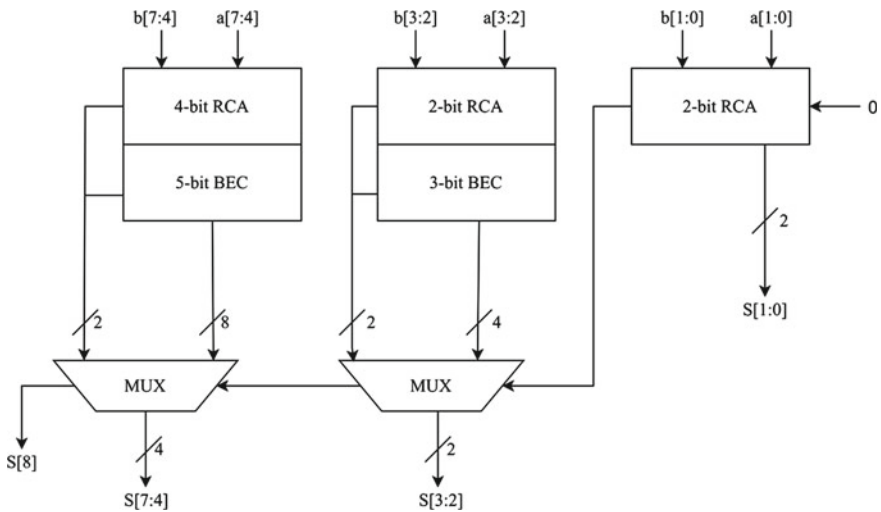 b[7:4] a[7:4] b[3:2] a[3:2] b[1:0] a[1:0]
4-bit RCA 2-bit RCA 2-bit RCA 0
5-bit BEC 3-bit BEC
2
2 8 2 4
S[1:0]
MUX MUX
4 2
S[8]
S[7:4] S[3:2]